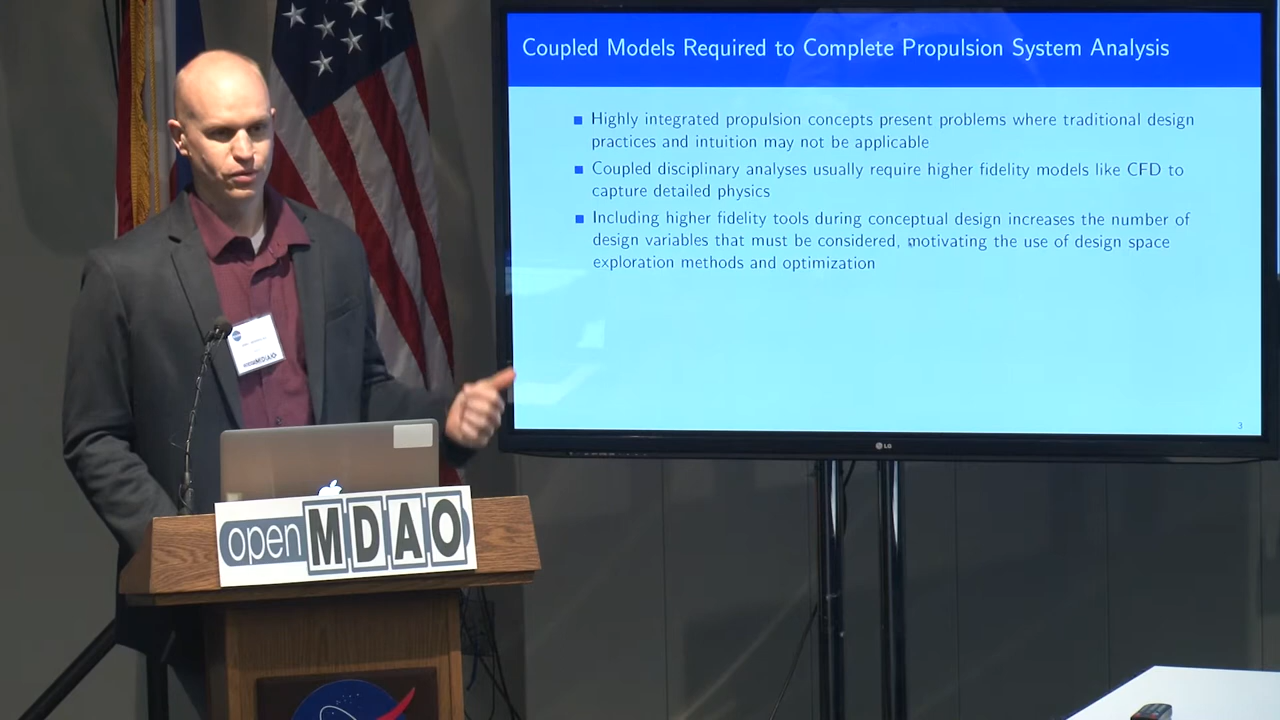 Coupled Models Required to Complete Propulsion System Analysis
Highly integrated propulsion concepts present problems where traditional design
practices and intuition may not be applicable
Coupled disciplinary analyses usually require higher fidelity models like CFD to
capture detailed physics
Including higher fidelity tools during conceptual design increases the number of
design variables that must be considered, motivating the use of design space
exploration methods and optimization
3
LG
openMDAO